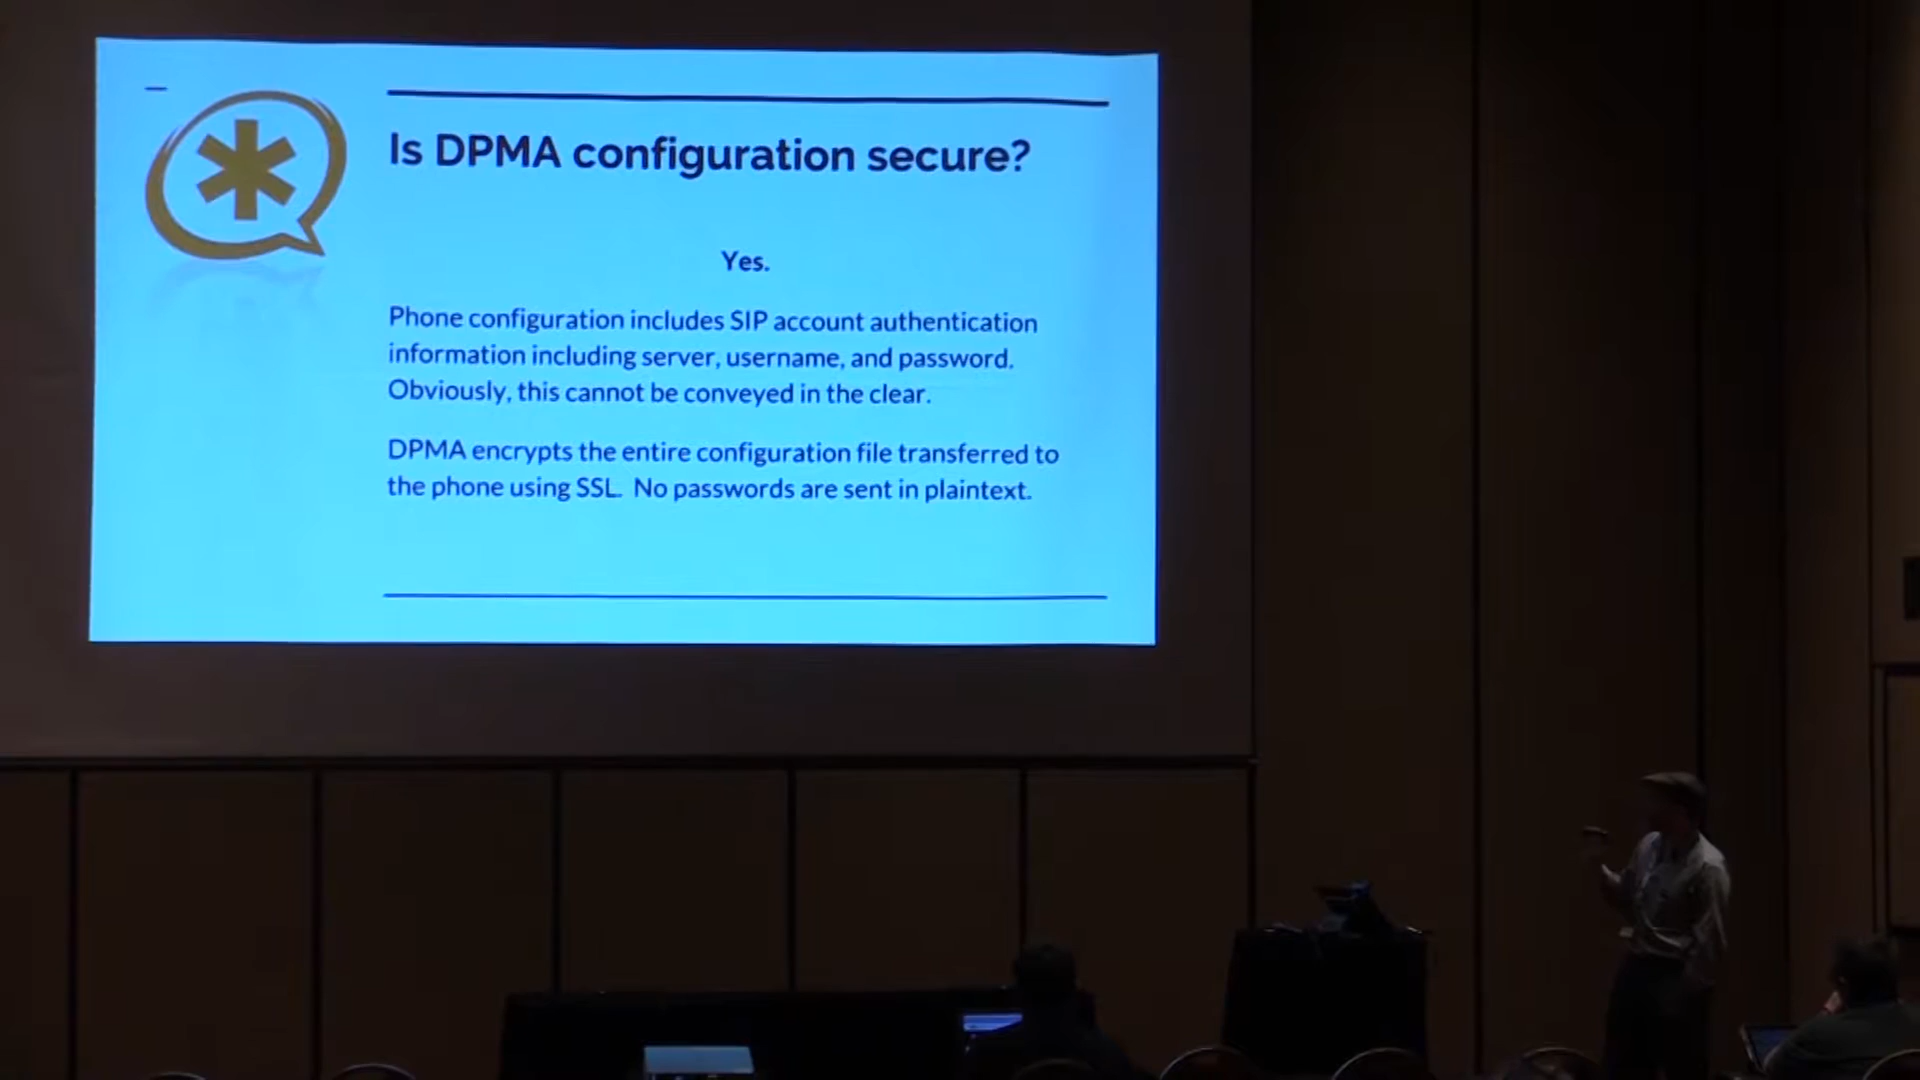 Is DPMA configuration secure?
Yes.
Phone configuration includes SIP account authentication
information including server, username, and password.
Obviously, this cannot be conveyed in the clear.
DPMA encrypts the entire configuration file transferred to
the phone using SSL. No passwords are sent in plaintext.